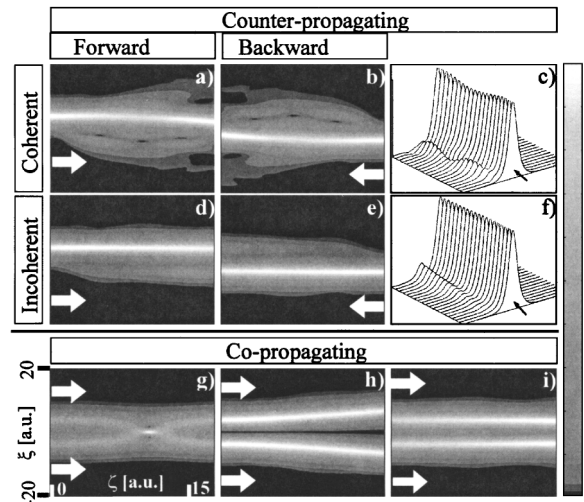 Counter-propagating
Forward
Backward
Coherent
a)
b)
c)
Incoherent
d)
e)
f)
Co-propagating
20
ξ [a.u.]
-20
g)
h)
i)
0
ζ [a.u.]
15